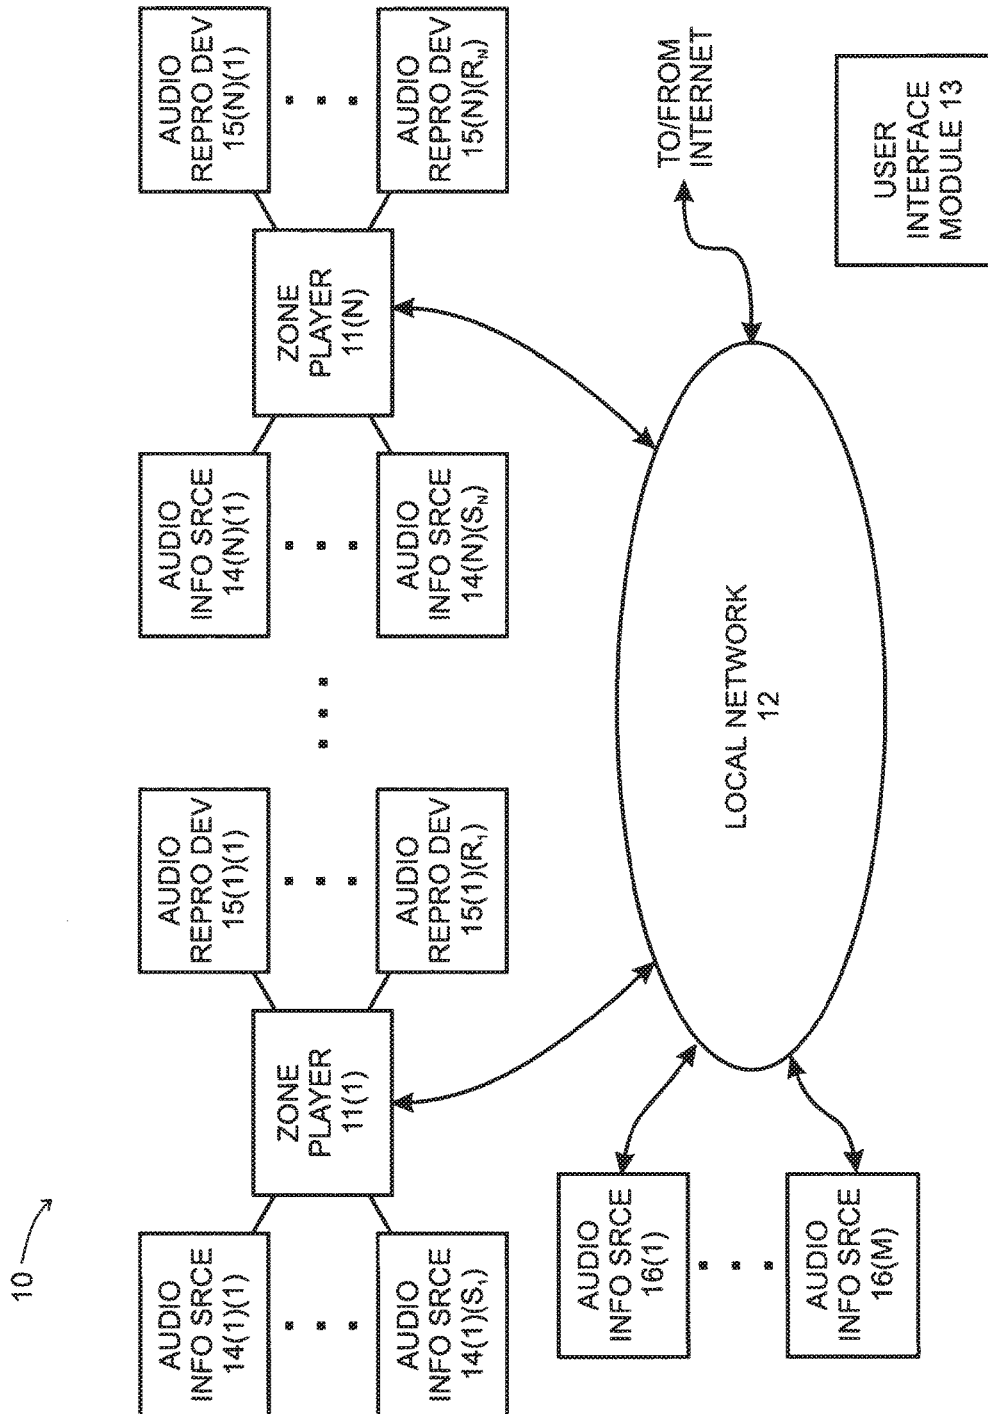 10
AUDIO
INFO SRCE
14(1)(1)
AUDIO
INFO SRCE
14(1)(S₁)
ZONE
PLAYER
11(1)
AUDIO
REPRO DEV
15(1)(1)
AUDIO
REPRO DEV
15(1)(R₁)
AUDIO
INFO SRCE
14(N)(1)
AUDIO
INFO SRCE
14(N)(S_N)
ZONE
PLAYER
11(N)
AUDIO
REPRO DEV
15(N)(1)
AUDIO
REPRO DEV
15(N)(R_N)
AUDIO
INFO SRCE
16(1)
AUDIO
INFO SRCE
16(M)
LOCAL NETWORK
12
TO/FROM
INTERNET
USER
INTERFACE
MODULE 13